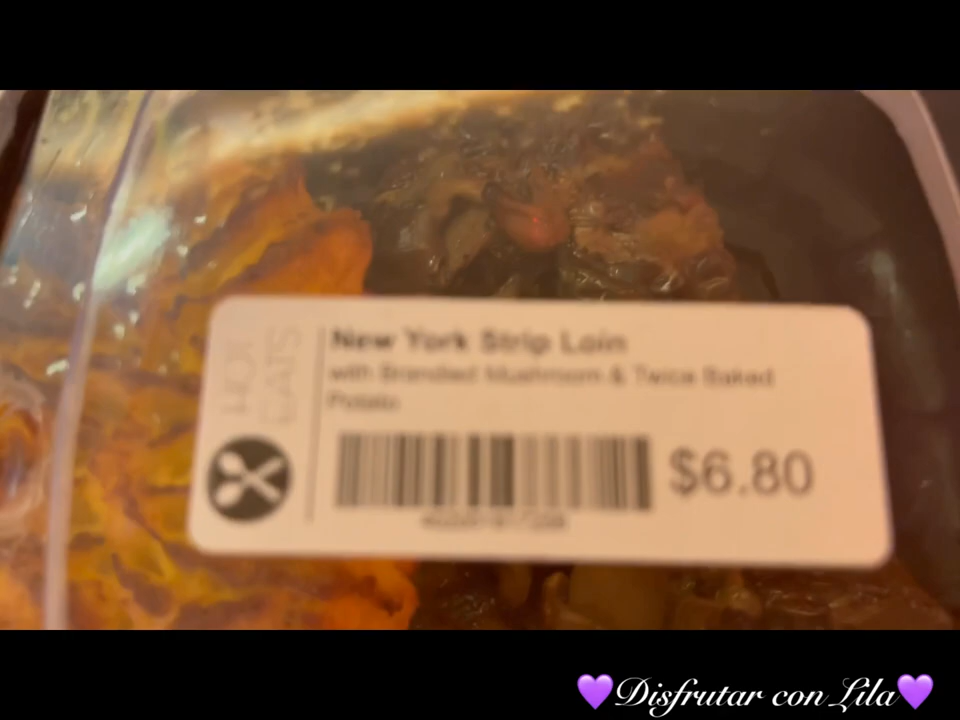 HOT
EATS
New York Strip Loin
with Brandied Mushroom & Twice Baked
Potato
$6.80
💜Disfrutar con Lila💜